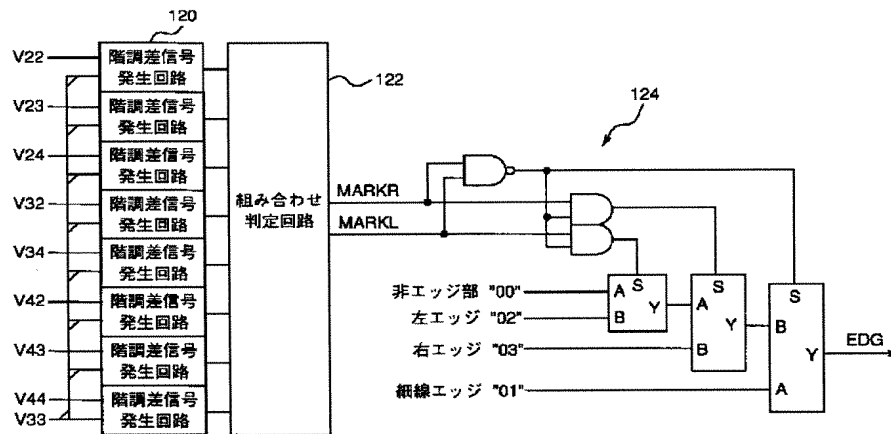 120
V22
階調差信号
発生回路
V23
階調差信号
発生回路
V24
階調差信号
発生回路
V32
階調差信号
発生回路
V34
階調差信号
発生回路
V42
階調差信号
発生回路
V43
階調差信号
発生回路
V44
階調差信号
発生回路
V33
122
組み合わせ
判定回路
MARKR
MARKL
124
非エッジ部 "00"
左エッジ "02"
右エッジ "03"
細線エッジ "01"
A
S
B
Y
S
A
Y
B
S
B
Y
A
EDG